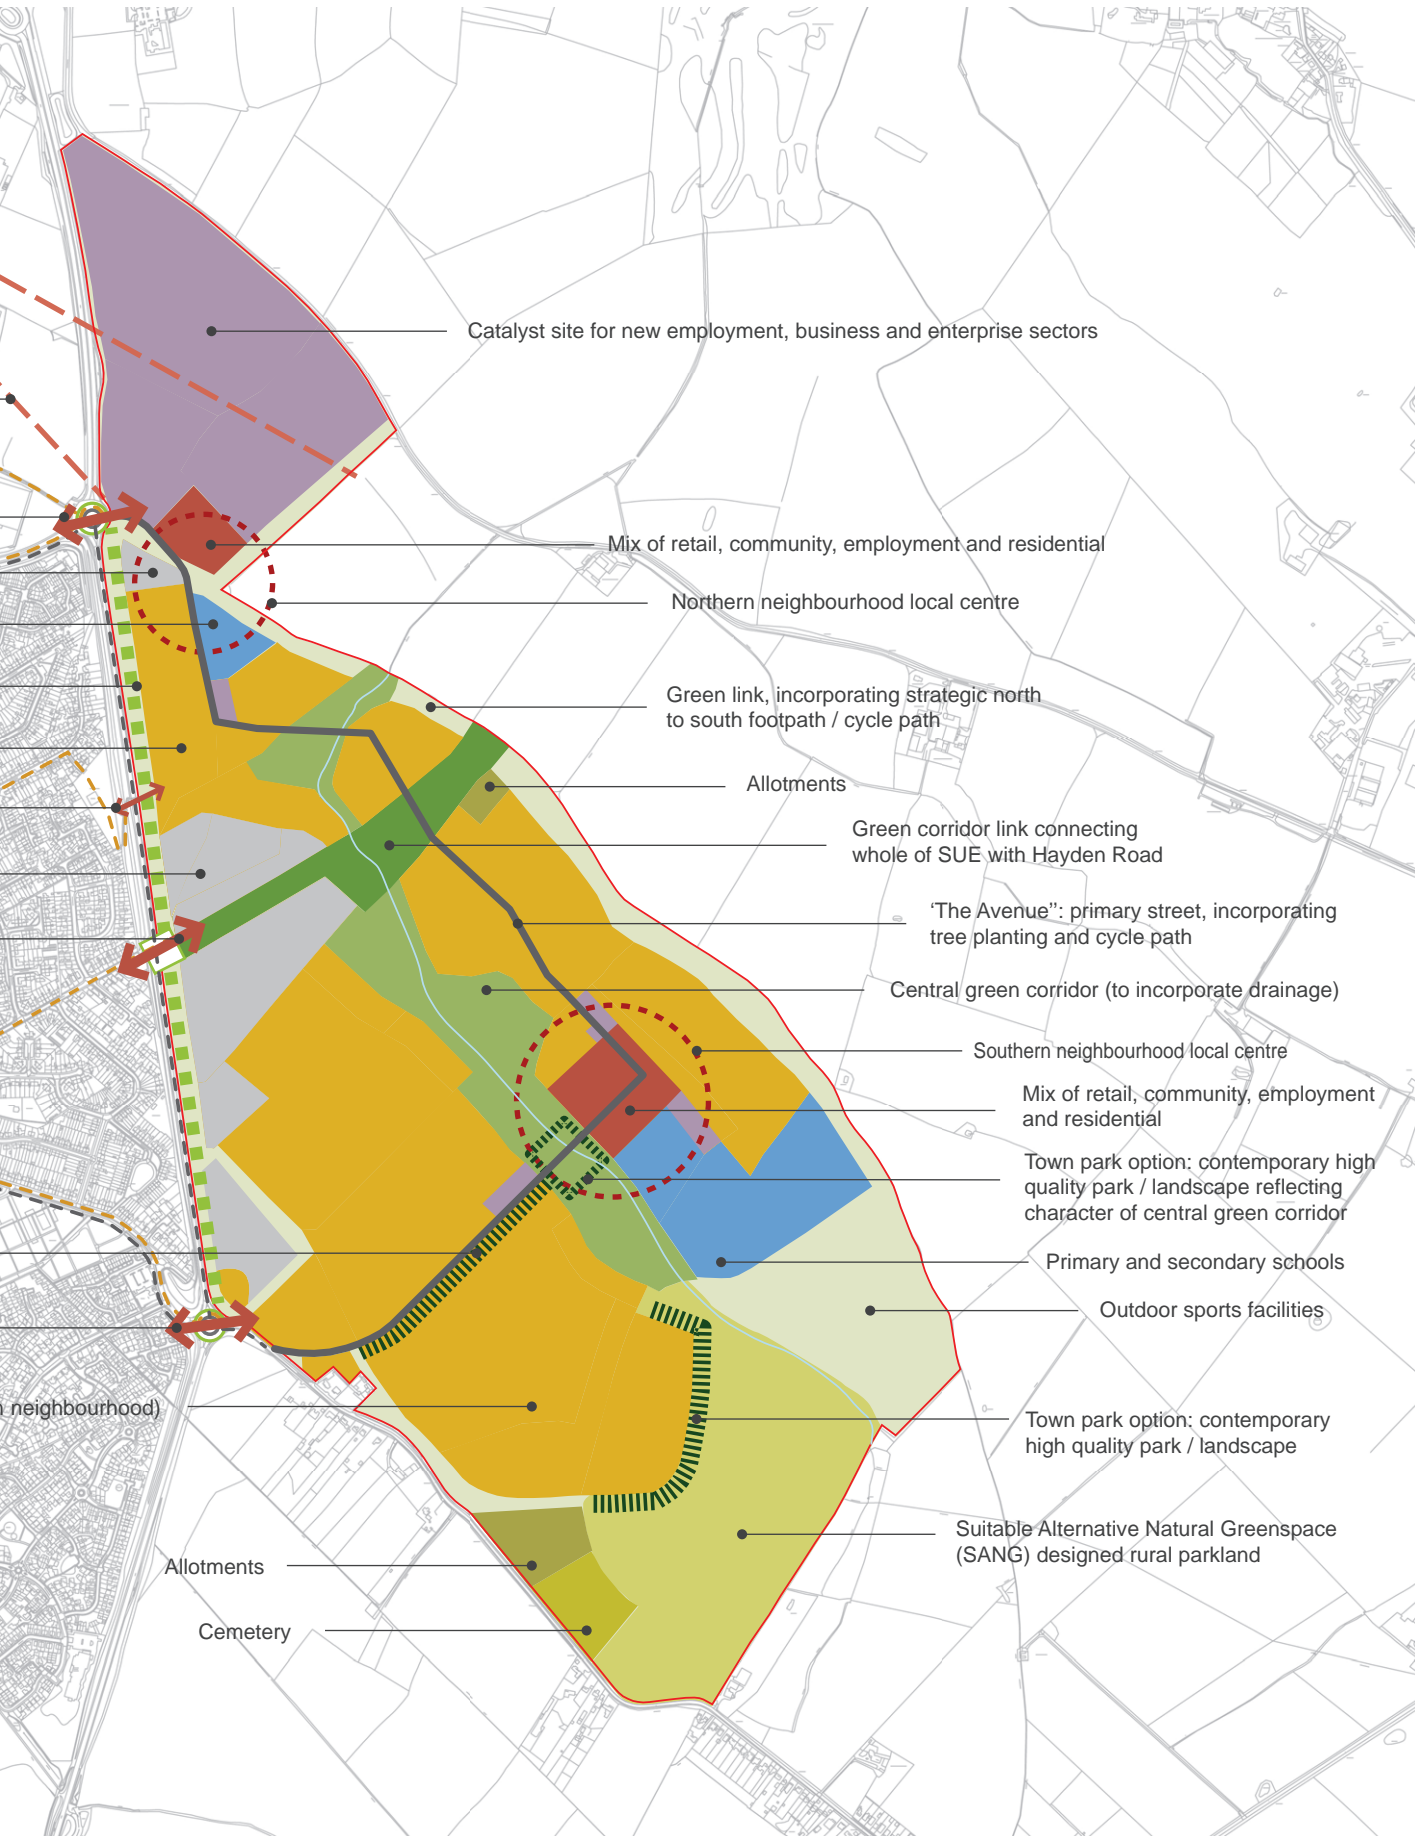 Catalyst site for new employment, business and enterprise sectors
Mix of retail, community, employment and residential
Northern neighbourhood local centre
Green link, incorporating strategic north
to south footpath / cycle path
Allotments
Green corridor link connecting
whole of SUE with Hayden Road
‘The Avenue’': primary street, incorporating
tree planting and cycle path
Central green corridor (to incorporate drainage)
Southern neighbourhood local centre
Mix of retail, community, employment
and residential
Town park option: contemporary high
quality park / landscape reflecting
character of central green corridor
Primary and secondary schools
Outdoor sports facilities
neighbourhood)
Town park option: contemporary
high quality park / landscape
Suitable Alternative Natural Greenspace
(SANG) designed rural parkland
Allotments
Cemetery